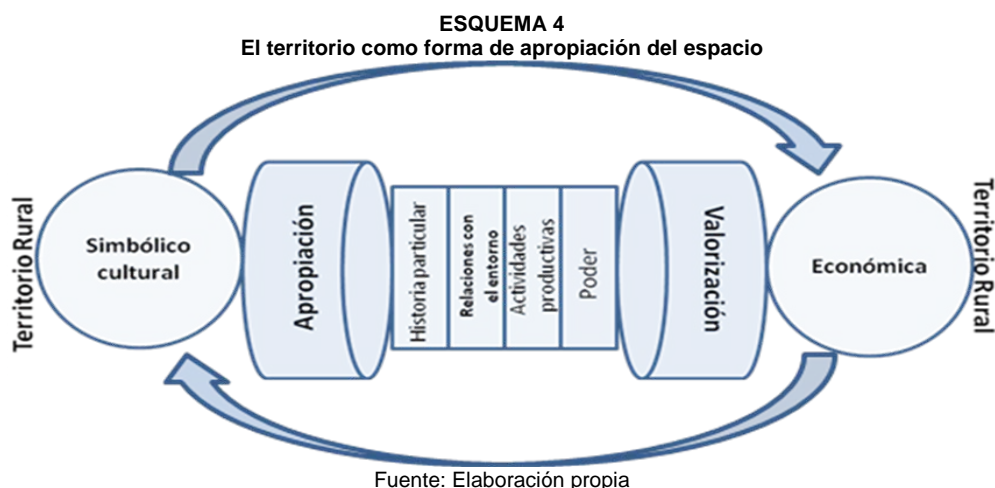 ESQUEMA 4
El territorio como forma de apropiación del espacio
Territorio Rural
Simbólico
cultural
Apropiación
Historia particular
Relaciones con
el entorno
Actividades
productivas
Poder
Valorización
Económica
Territorio Rural
Fuente: Elaboración propia